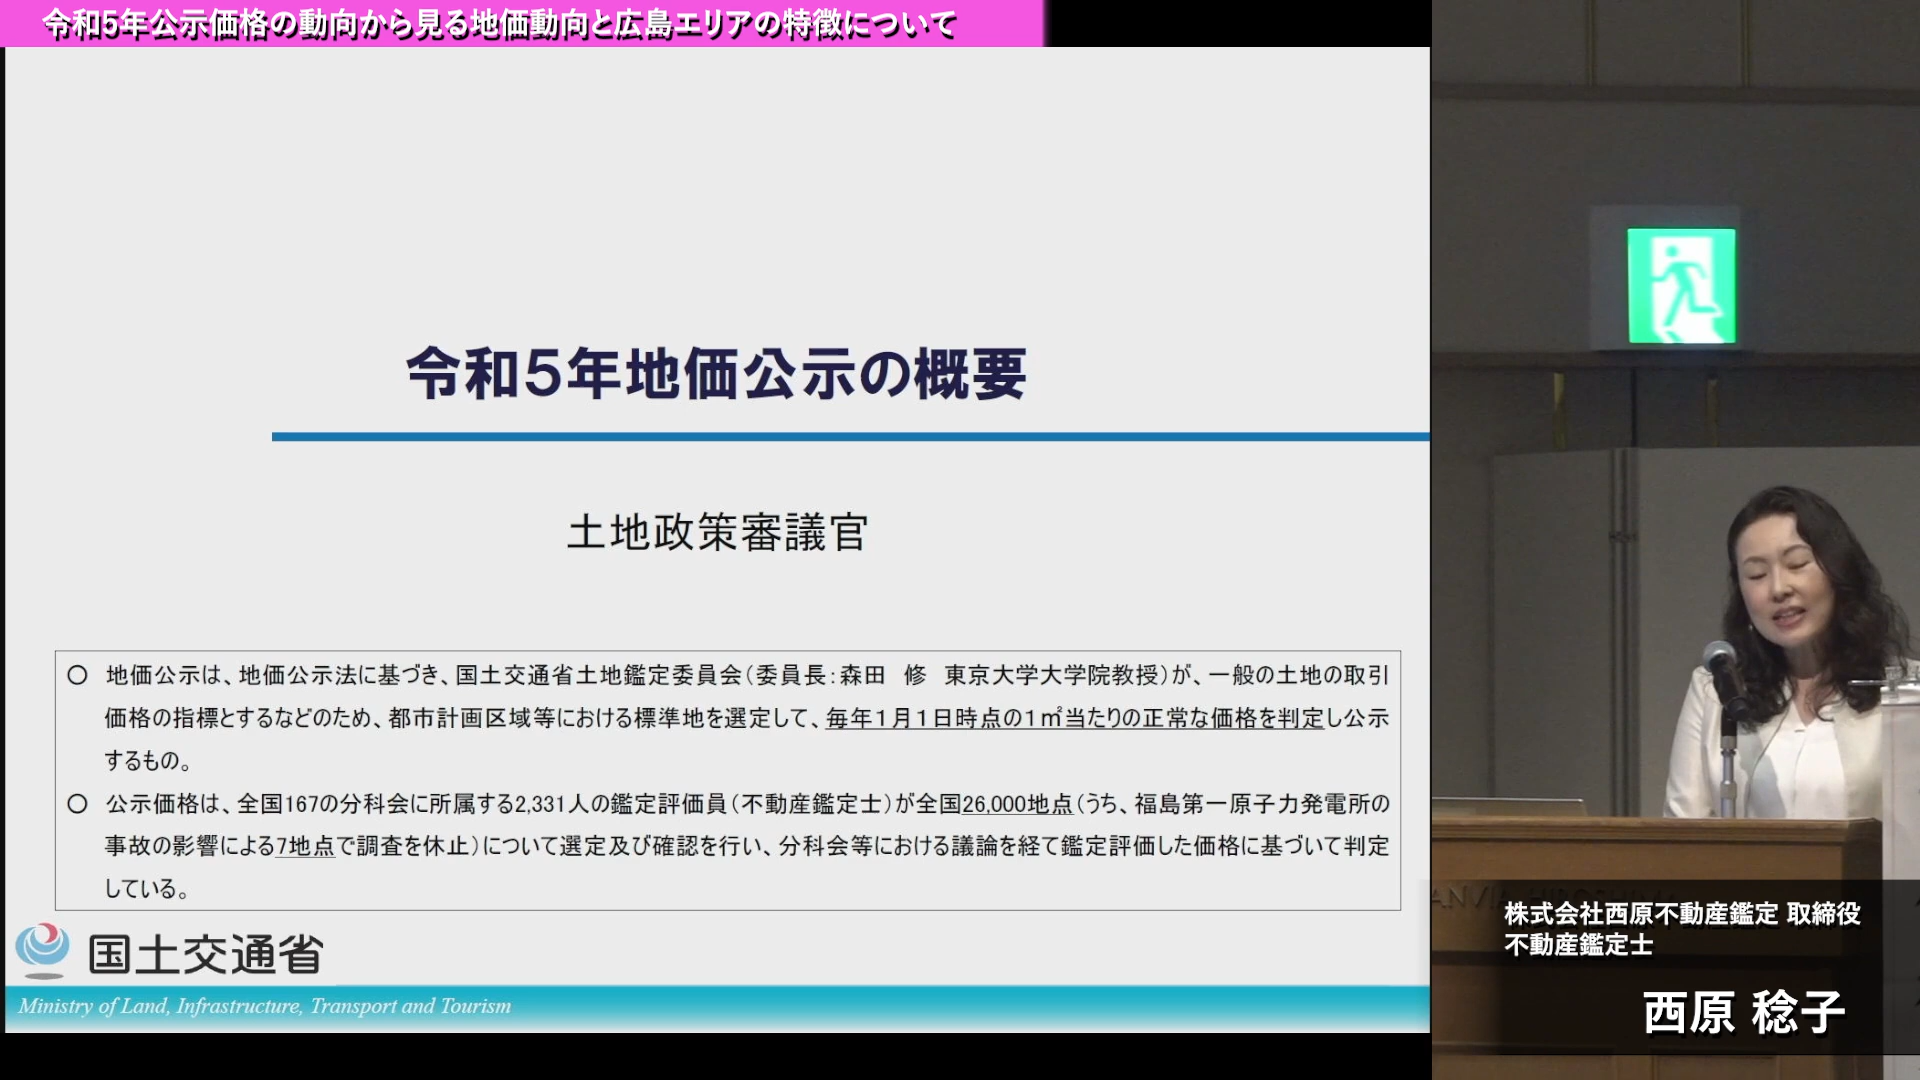 令和5年公示価格の動向から見る地価動向と広島エリアの特徴について
令和5年地価公示の概要
土地政策審議官
○ 地価公示は、地価公示法に基づき、国土交通省土地鑑定委員会(委員長:森田 修 東京大学大学院教授)が、一般の土地の取引
価格の指標とするなどのため、都市計画区域等における標準地を選定して、毎年1月1日時点の1㎡当たりの正常な価格を判定し公示
するもの。
○ 公示価格は、全国167の分科会に所属する2,331人の鑑定評価員(不動産鑑定士)が全国26,000地点(うち、福島第一原子力発電所の
事故の影響による7地点で調査を休止)について選定及び確認を行い、分科会等における議論を経て鑑定評価した価格に基づいて判定
している。
国土交通省
Ministry of Land, Infrastructure, Transport and Tourism
株式会社西原不動産鑑定 取締役
不動産鑑定士
西原 稔子